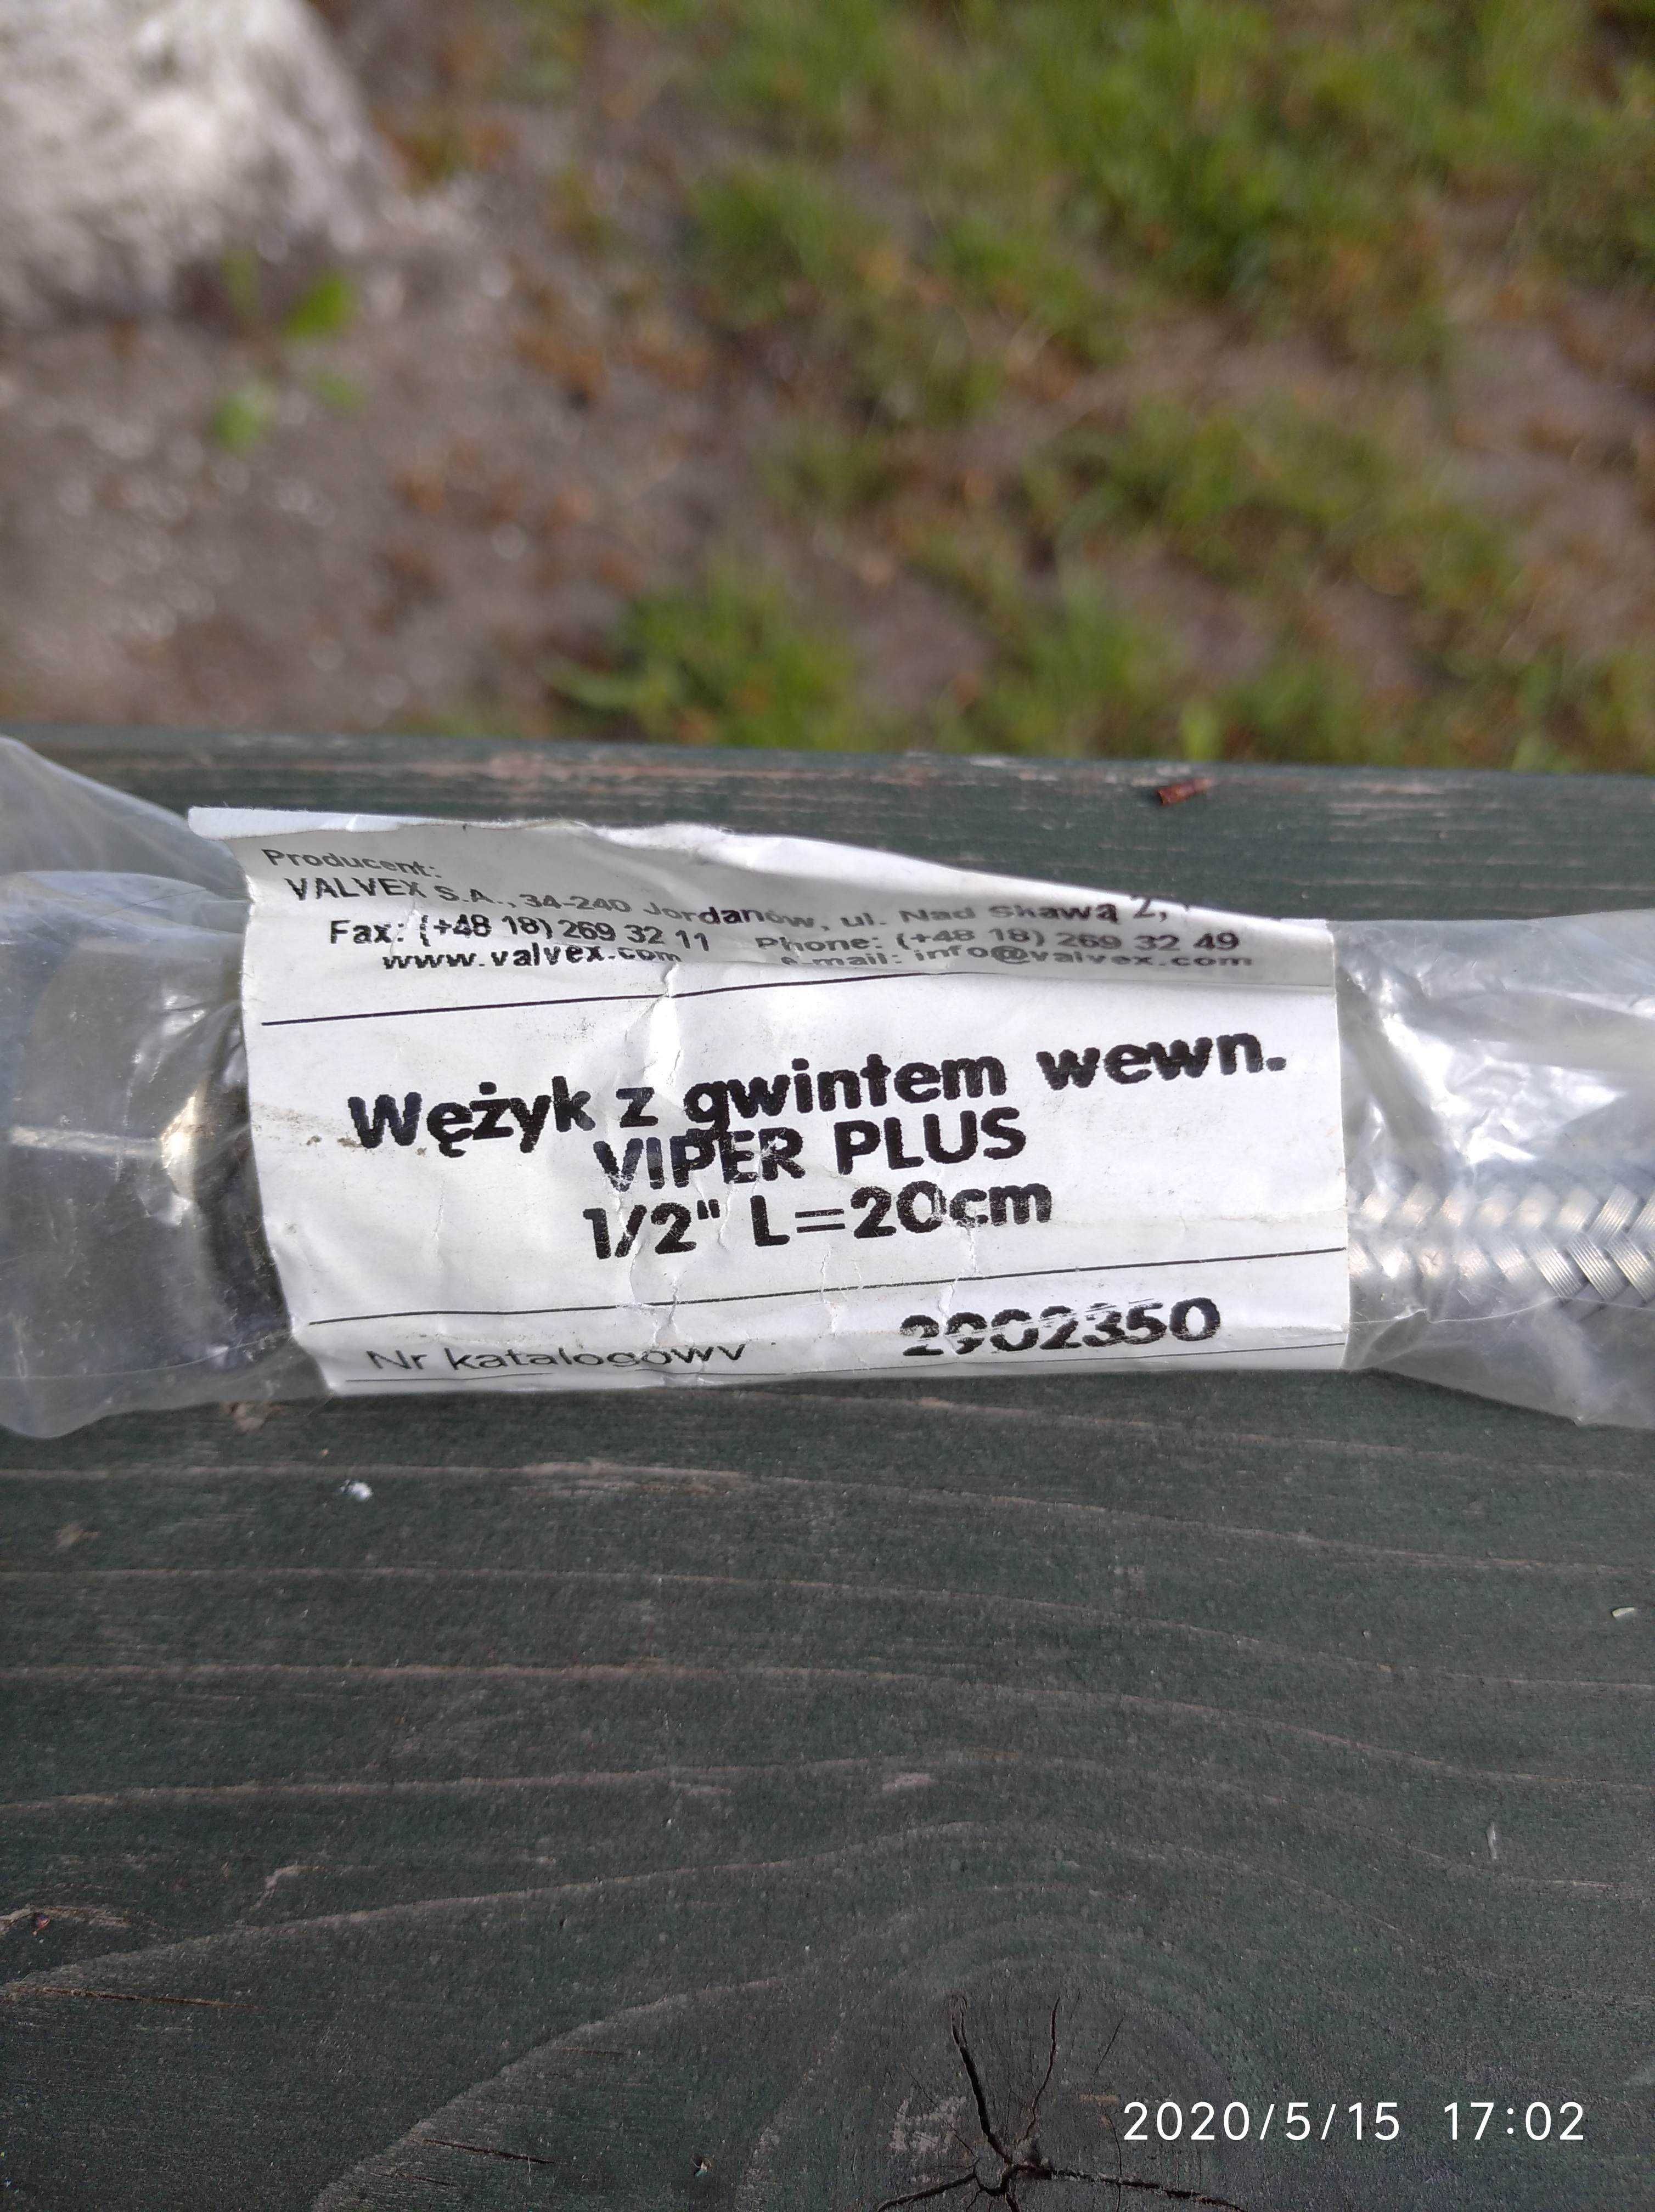 Producent:
VALVEX S.A., 34-240 Jordanów, ul. Nad Skawą 2,
Fax: (+48 18) 269 32 11 Phone: (+48 18) 269 32 49
www.valvex.com e-mail: info@valvex.com
Wężyk z gwintem wewn.
VIPER PLUS
1/2" L=20cm
Nr katalogowy 2902350
2020/5/15 17:02